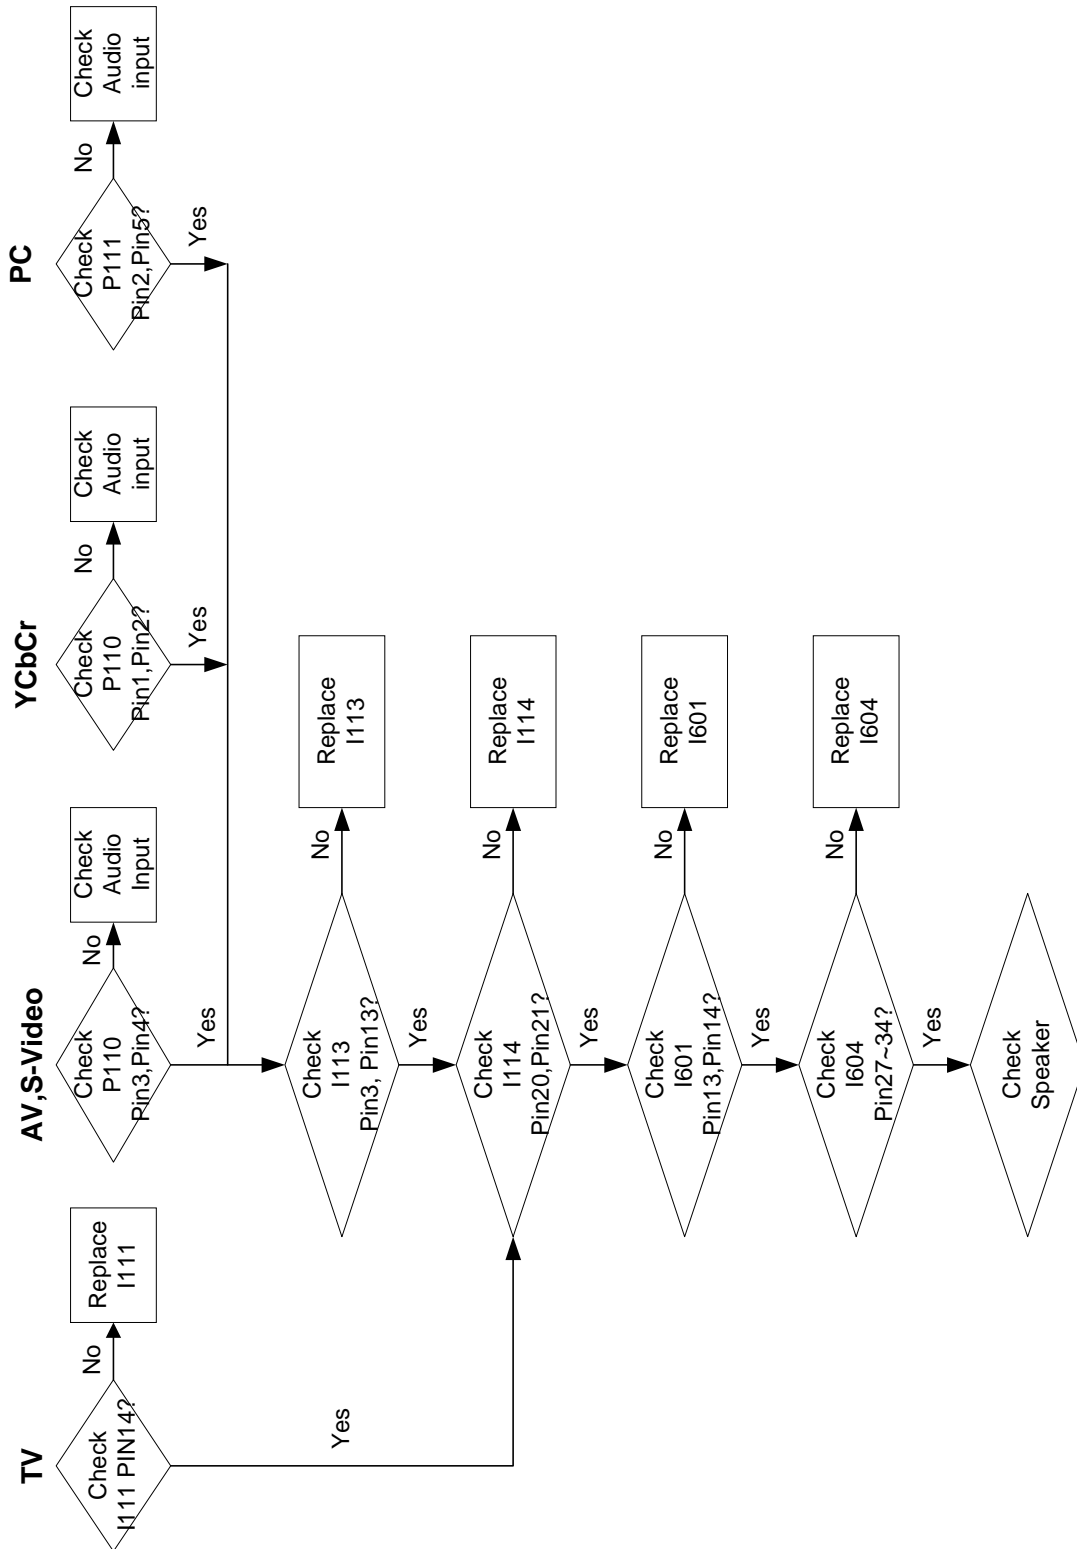 TV
AV,S-Video
YCbCr
PC
Check
I111 PIN14?
No
Replace
I111
Yes
Check
P110
Pin3,Pin4?
No
Check
Audio
Input
Yes
Check
P110
Pin1,Pin2?
No
Check
Audio
input
Yes
Check
P111
Pin2,Pin5?
No
Check
Audio
input
Yes
Check
I113
Pin3, Pin13?
No
Replace
I113
Yes
Check
I114
Pin20,Pin21?
No
Replace
I114
Yes
Check
I601
Pin13,Pin14?
No
Replace
I601
Yes
Check
I604
Pin27~34?
No
Replace
I604
Yes
Check
Speaker